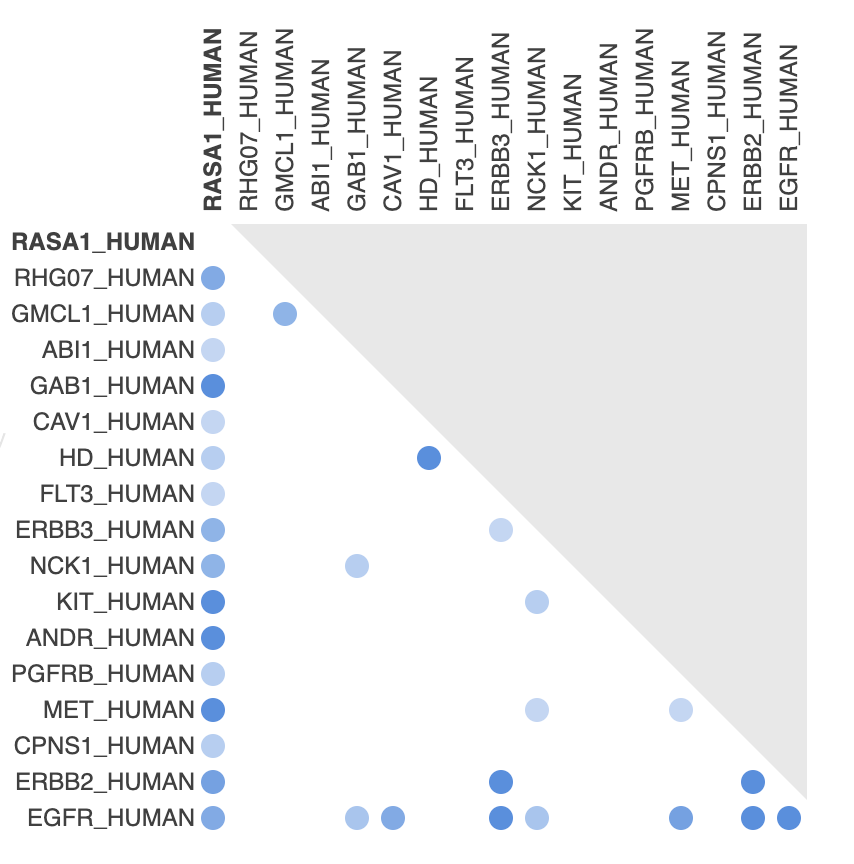 RASA1_HUMAN
RHG07_HUMAN
GMCL1_HUMAN
ABI1_HUMAN
GAB1_HUMAN
CAV1_HUMAN
HD_HUMAN
FLT3_HUMAN
ERBB3_HUMAN
NCK1_HUMAN
KIT_HUMAN
ANDR_HUMAN
PGFRB_HUMAN
MET_HUMAN
CPNS1_HUMAN
ERBB2_HUMAN
EGFR_HUMAN
RASA1_HUMAN
RHG07_HUMAN
GMCL1_HUMAN
ABI1_HUMAN
GAB1_HUMAN
CAV1_HUMAN
HD_HUMAN
FLT3_HUMAN
ERBB3_HUMAN
NCK1_HUMAN
KIT_HUMAN
ANDR_HUMAN
PGFRB_HUMAN
MET_HUMAN
CPNS1_HUMAN
ERBB2_HUMAN
EGFR_HUMAN